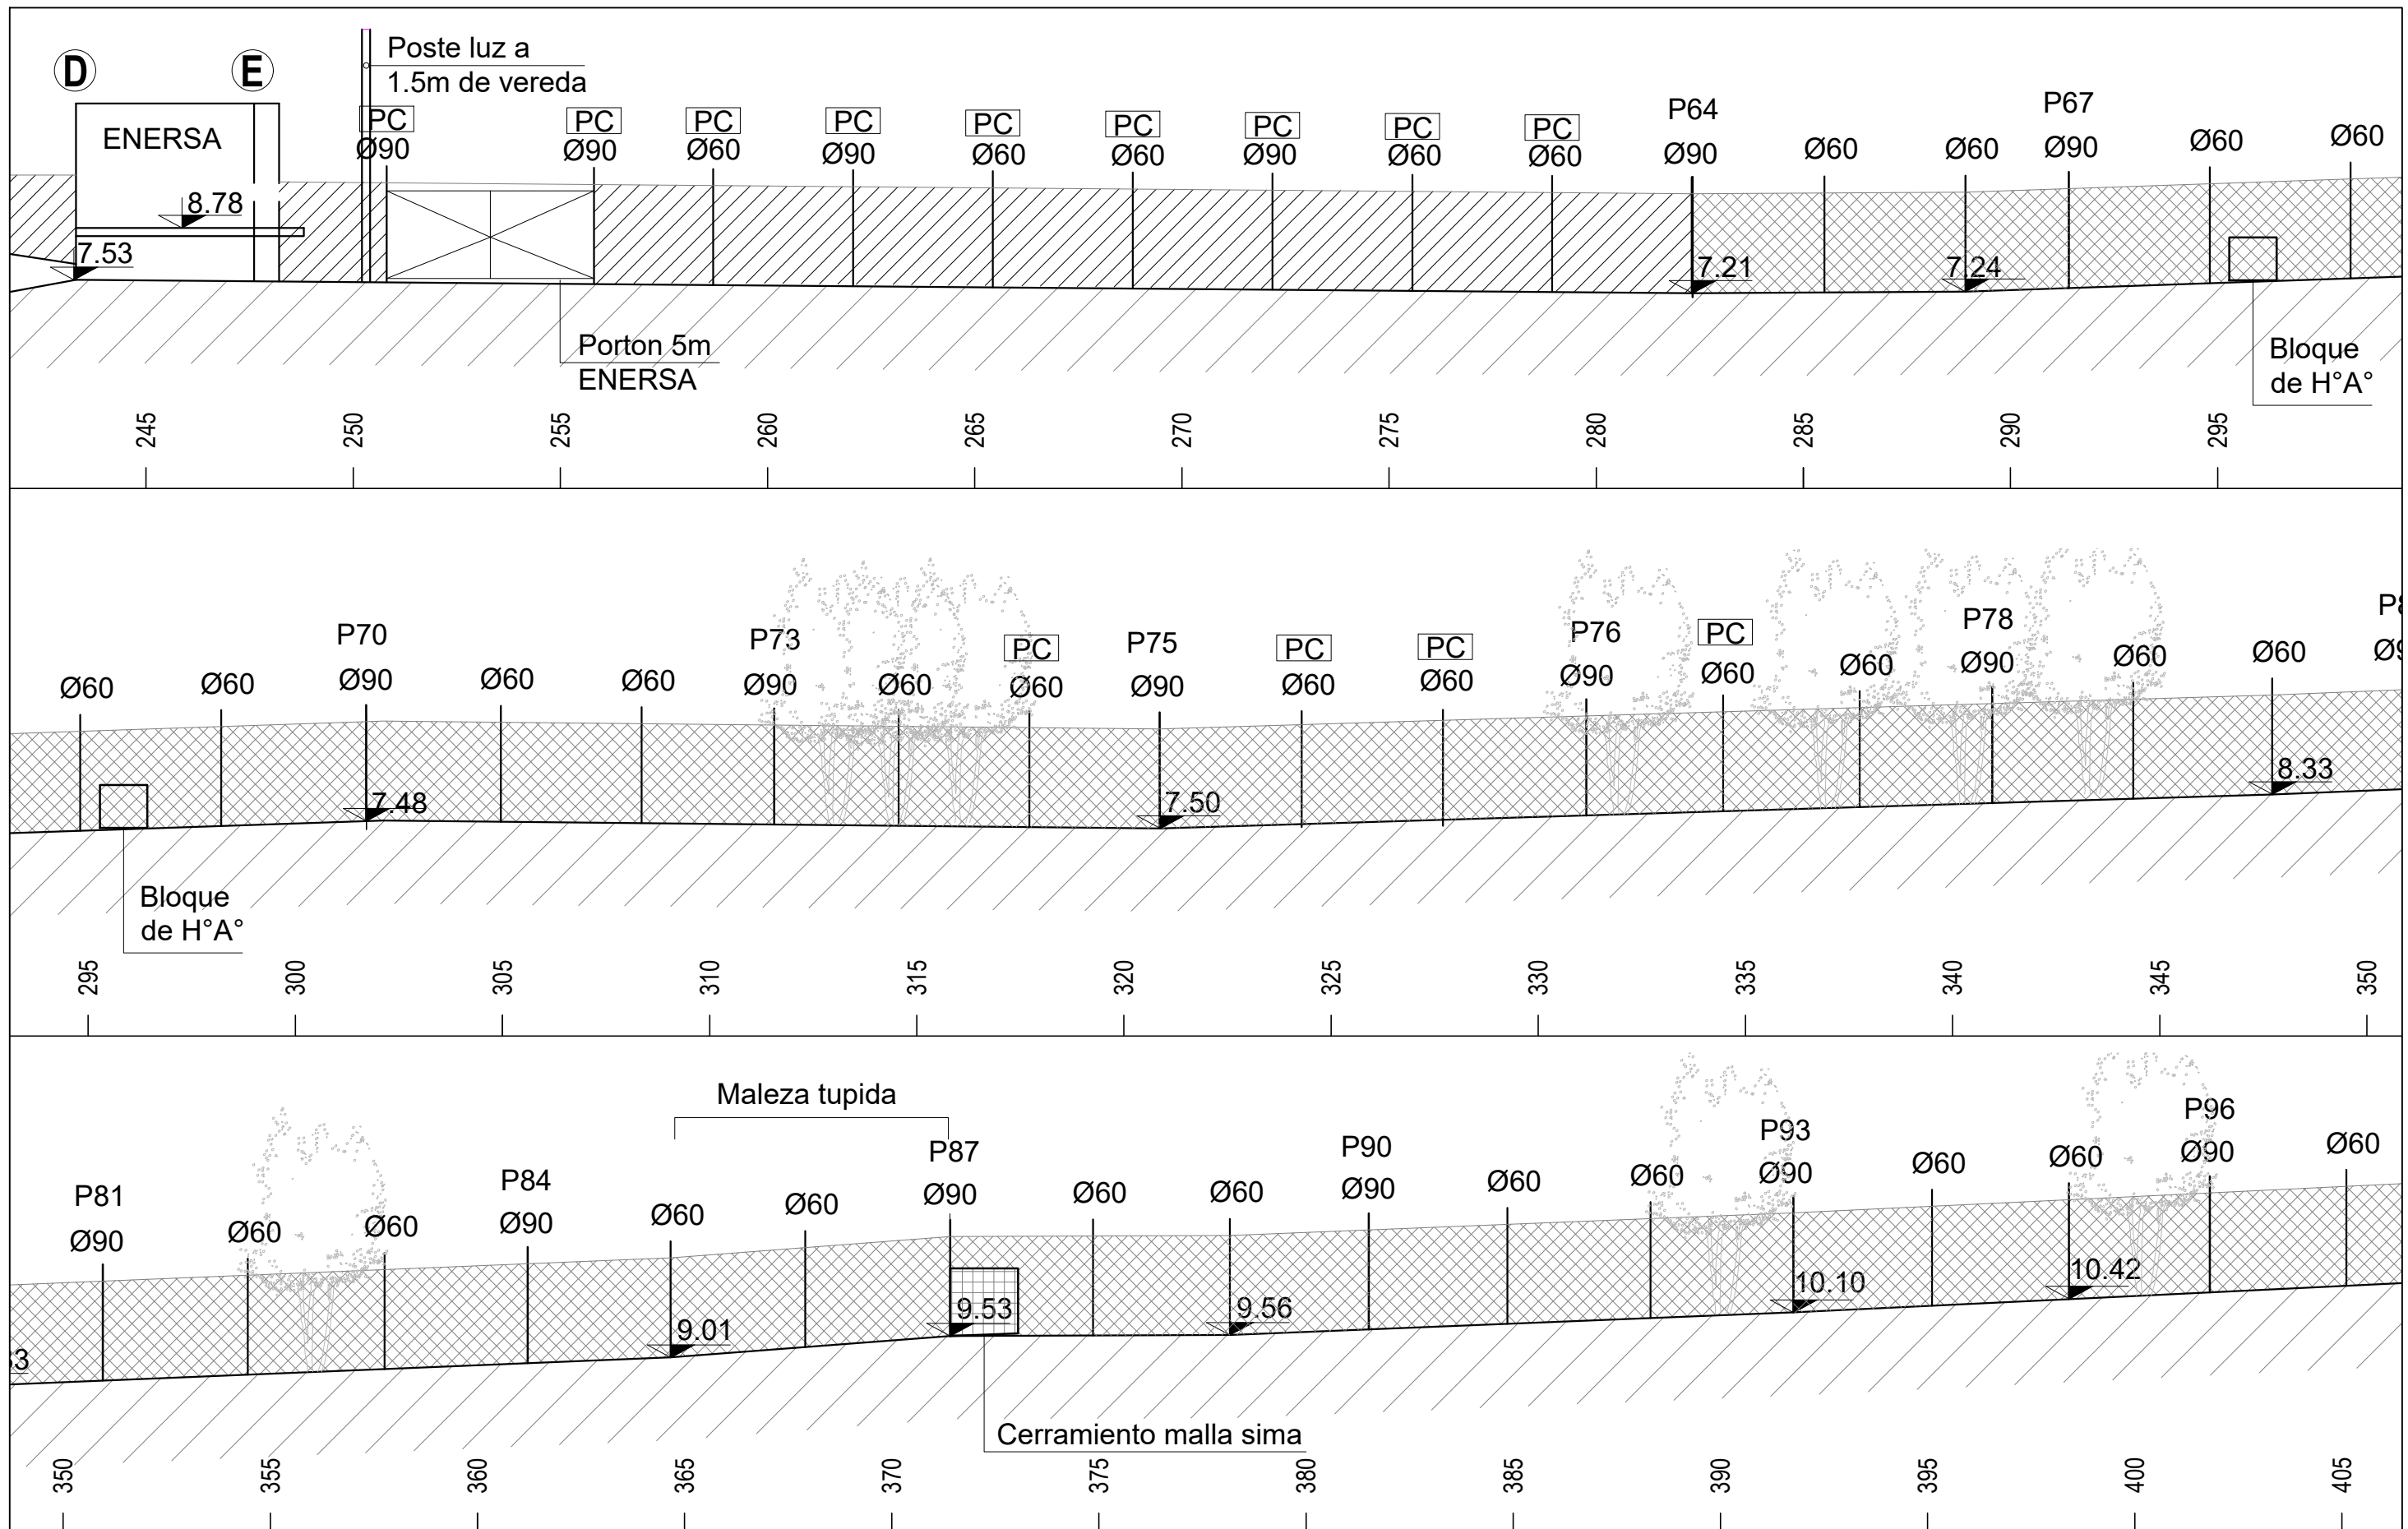 D
E
Poste luz a
1.5m de vereda
ENERSA
8.78
7.53
PC PC PC PC PC PC PC PC PC P64 P67
Ø90 Ø90 Ø60 Ø90 Ø60 Ø60 Ø90 Ø60 Ø60 Ø90 Ø60 Ø60 Ø90 Ø60 Ø60
7.21
7.24
Porton 5m
ENERSA
Bloque
de H°A°
245 250 255 260 265 270 275 280 285 290 295
P70 P73 PC P75 PC PC P76 PC P78
Ø60 Ø60 Ø90 Ø60 Ø60 Ø90 Ø60 Ø60 Ø90 Ø60 Ø60 Ø90 Ø60 Ø60 Ø90 Ø60 Ø60
7.48
7.50
8.33
Bloque
de H°A°
295 300 305 310 315 320 325 330 335 340 345 350
Maleza tupida
P81 P84 P87 P90 P93 P96
Ø90 Ø60 Ø60 Ø90 Ø60 Ø60 Ø90 Ø60 Ø60 Ø90 Ø60 Ø60 Ø90 Ø60 Ø60 Ø90 Ø60
9.01
9.53
9.56
10.10
10.42
Cerramiento malla sima
350 355 360 365 370 375 380 385 390 395 400 405